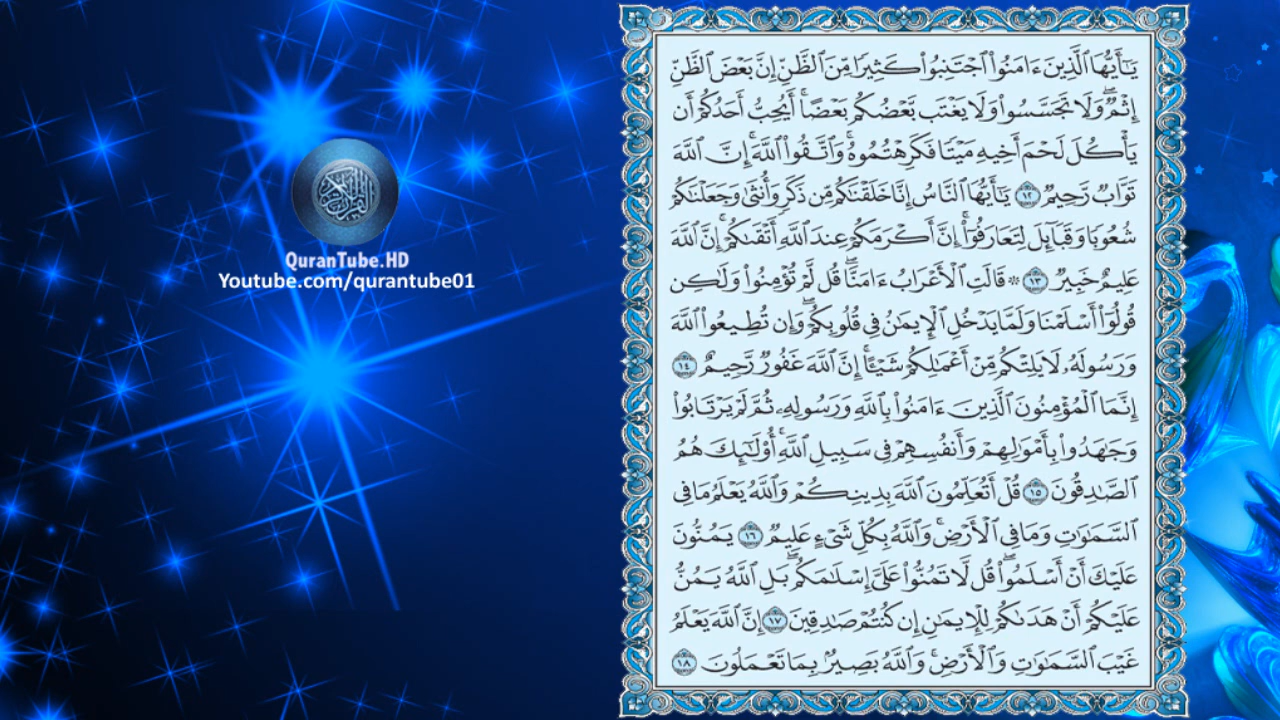 QuranTube.HD
Youtube.com/qurantube01
يَـٰٓأَيُّهَا ٱلَّذِينَ ءَامَنُوا۟ ٱجْتَنِبُوا۟ كَثِيرًا مِّنَ ٱلظَّنِّ إِنَّ بَعْضَ ٱلظَّنِّ
إِثْمٌ ۖ وَلَا تَجَسَّسُوا۟ وَلَا يَغْتَب بَّعْضُكُم بَعْضًا ۚ أَيُحِبُّ أَحَدُكُمْ أَن
يَأْكُلَ لَحْمَ أَخِيهِ مَيْتًا فَكَرِهْتُمُوهُ ۚ وَٱتَّقُوا۟ ٱللَّهَ ۚ إِنَّ ٱللَّهَ
تَوَّابٌ رَّحِيمٌ ١٢ يَـٰٓأَيُّهَا ٱلنَّاسُ إِنَّا خَلَقْنَـٰكُم مِّن ذَكَرٍ وَأُنثَىٰ وَجَعَلْنَـٰكُمْ
شُعُوبًا وَقَبَآئِلَ لِتَعَارَفُوٓا۟ ۚ إِنَّ أَكْرَمَكُمْ عِندَ ٱللَّهِ أَتْقَىٰكُمْ ۚ إِنَّ ٱللَّهَ
عَلِيمٌ خَبِيرٌ ١٣ ۞ قَالَتِ ٱلْأَعْرَابُ ءَامَنَّا ۖ قُل لَّمْ تُؤْمِنُوا۟ وَلَـٰكِن
قُولُوٓا۟ أَسْلَمْنَا وَلَمَّا يَدْخُلِ ٱلْإِيمَـٰنُ فِى قُلُوبِكُمْ ۖ وَإِن تُطِيعُوا۟ ٱللَّهَ
وَرَسُولَهُۥ لَا يَلِتْكُم مِّنْ أَعْمَـٰلِكُمْ شَيْـًٔا ۚ إِنَّ ٱللَّهَ غَفُورٌ رَّحِيمٌ ١٤
إِنَّمَا ٱلْمُؤْمِنُونَ ٱلَّذِينَ ءَامَنُوا۟ بِٱللَّهِ وَرَسُولِهِۦ ثُمَّ لَمْ يَرْتَابُوا۟
وَجَـٰهَدُوا۟ بِأَمْوَٰلِهِمْ وَأَنفُسِهِمْ فِى سَبِيلِ ٱللَّهِ ۚ أُو۟لَـٰٓئِكَ هُمُ
ٱلصَّـٰدِقُونَ ١٥ قُلْ أَتُعَلِّمُونَ ٱللَّهَ بِدِينِكُمْ وَٱللَّهُ يَعْلَمُ مَا فِى
ٱلسَّمَـٰوَٰتِ وَمَا فِى ٱلْأَرْضِ ۚ وَٱللَّهُ بِكُلِّ شَىْءٍ عَلِيمٌ ١٦ يَمُنُّونَ
عَلَيْكَ أَنْ أَسْلَمُوا۟ ۖ قُل لَّا تَمُنُّوا۟ عَلَىَّ إِسْلَـٰمَكُم ۖ بَلِ ٱللَّهُ يَمُنُّ
عَلَيْكُمْ أَنْ هَدَىٰكُمْ لِلْإِيمَـٰنِ إِن كُنتُمْ صَـٰدِقِينَ ١٧ إِنَّ ٱللَّهَ يَعْلَمُ
غَيْبَ ٱلسَّمَـٰوَٰتِ وَٱلْأَرْضِ ۚ وَٱللَّهُ بَصِيرٌۢ بِمَا تَعْمَلُونَ ١٨